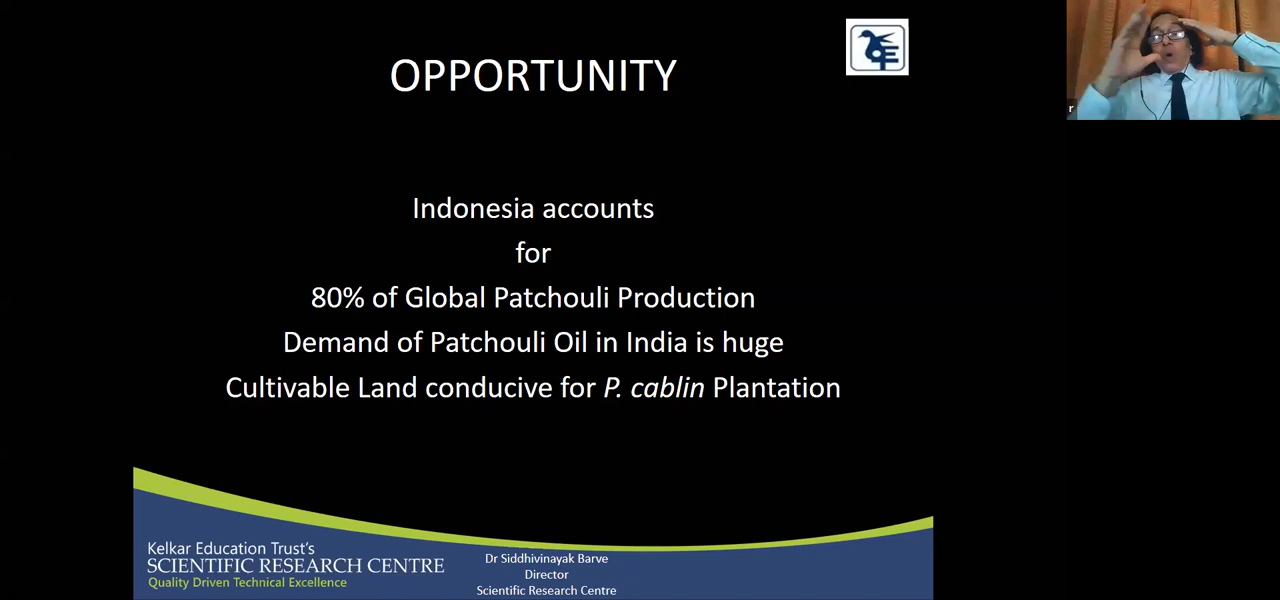 OPPORTUNITY
Indonesia accounts
for
80% of Global Patchouli Production
Demand of Patchouli Oil in India is huge
Cultivable Land conducive for P. cablin Plantation
Kelkar Education Trust's
SCIENTIFIC RESEARCH CENTRE
Quality Driven Technical Excellence
Dr Siddhivinayak Barve
Director
Scientific Research Centre
r